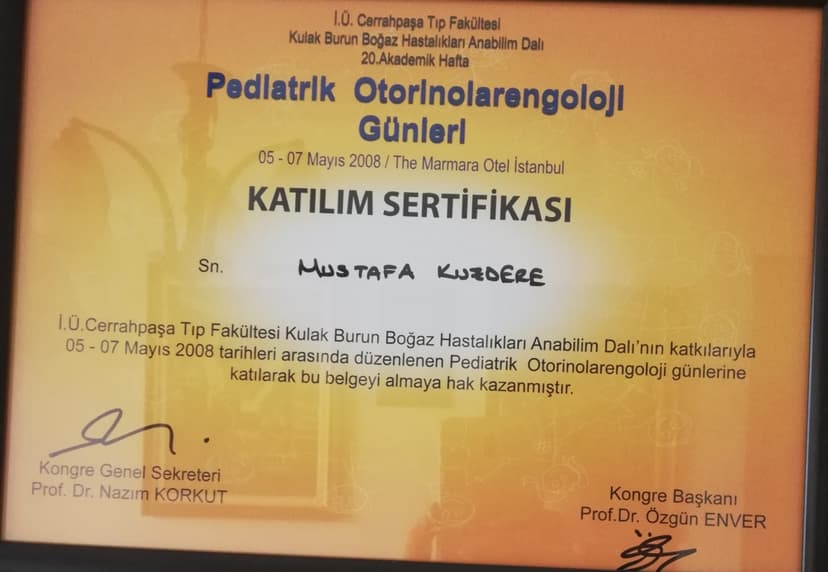 İ.Ü. Cerrahpaşa Tıp Fakültesi
Kulak Burun Boğaz Hastalıkları Anabilim Dalı
20.Akademik Hafta
Pediatrik Otorinolarengoloji
Günleri
05 - 07 Mayıs 2008 / The Marmara Otel İstanbul
KATILIM SERTİFİKASI
Sn. MUSTAFA KUZDERE
İ.Ü.Cerrahpaşa Tıp Fakültesi Kulak Burun Boğaz Hastalıkları Anabilim Dalı'nın katkılarıyla
05 - 07 Mayıs 2008 tarihleri arasında düzenlenen Pediatrik Otorinolarengoloji günlerine
katılarak bu belgeyi almaya hak kazanmıştır.
Kongre Genel Sekreteri
Prof. Dr. Nazım KORKUT
Kongre Başkanı
Prof.Dr. Özgün ENVER